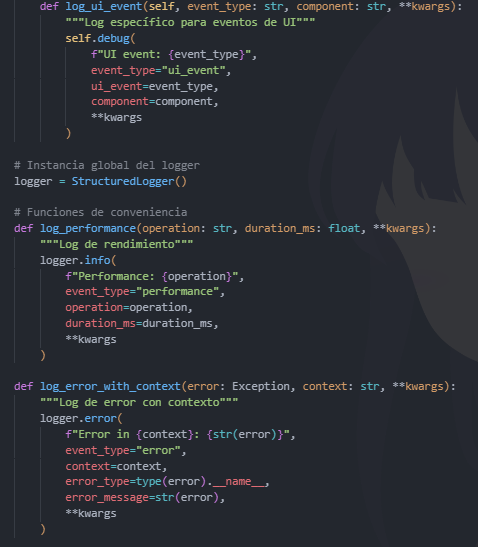 def log_ui_event(self, event_type: str, component: str, **kwargs):
"""Log específico para eventos de UI"""
self.debug(
f"UI event: {event_type}",
event_type="ui_event",
ui_event=event_type,
component=component,
**kwargs
)
# Instancia global del logger
logger = StructuredLogger()
# Funciones de conveniencia
def log_performance(operation: str, duration_ms: float, **kwargs):
"""Log de rendimiento"""
logger.info(
f"Performance: {operation}",
event_type="performance",
operation=operation,
duration_ms=duration_ms,
**kwargs
)
def log_error_with_context(error: Exception, context: str, **kwargs):
"""Log de error con contexto"""
logger.error(
f"Error in {context}: {str(error)}",
event_type="error",
context=context,
error_type=type(error).__name__,
error_message=str(error),
**kwargs
)